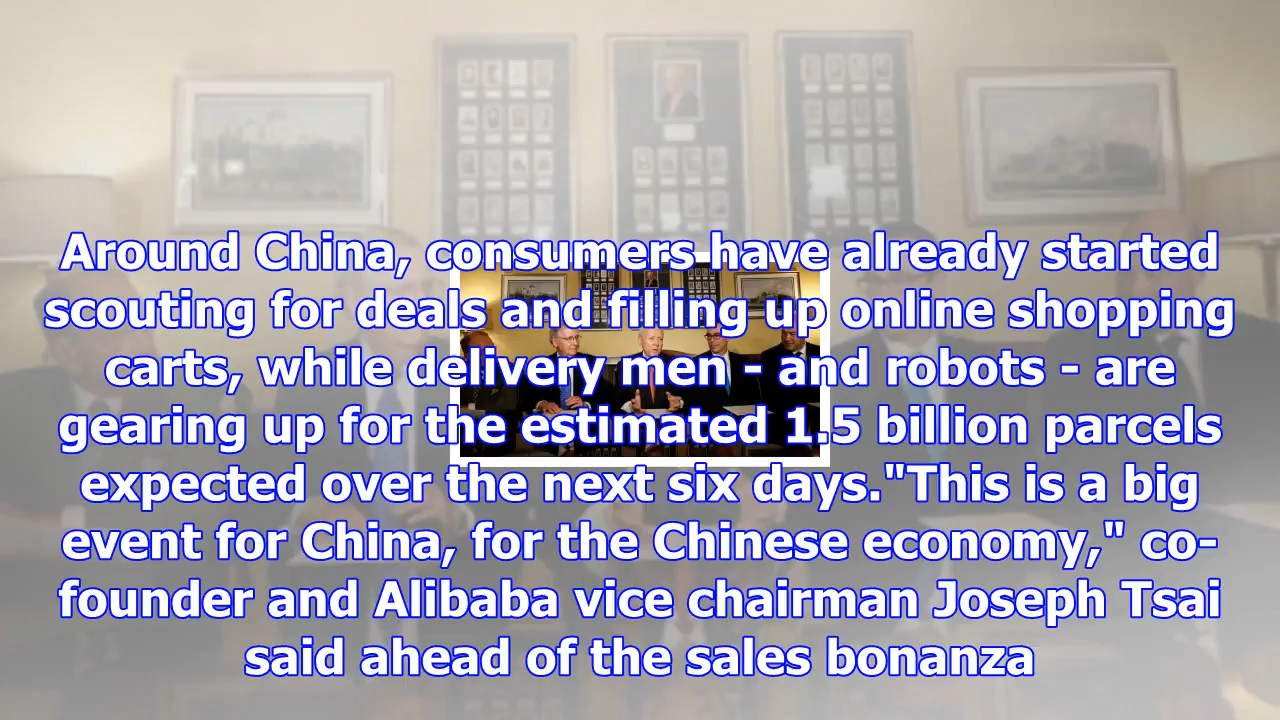 Around China, consumers have already started
scouting for deals and filling up online shopping
carts, while delivery men - and robots - are
gearing up for the estimated 1.5 billion parcels
expected over the next six days."This is a big
event for China, for the Chinese economy," co-
founder and Alibaba vice chairman Joseph Tsai
said ahead of the sales bonanza